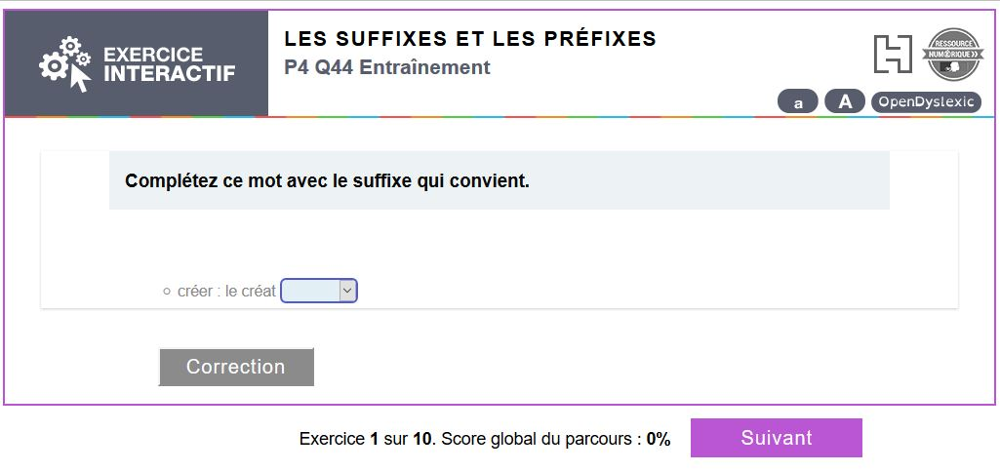 EXERCICE
INTERACTIF
LES SUFFIXES ET LES PRÉFIXES
P4 Q44 Entraînement
RESSOURCE
NUMÉRIQUE
a A OpenDyslexic
Complétez ce mot avec le suffixe qui convient.
créer : le créat
Correction
Exercice 1 sur 10. Score global du parcours : 0% Suivant